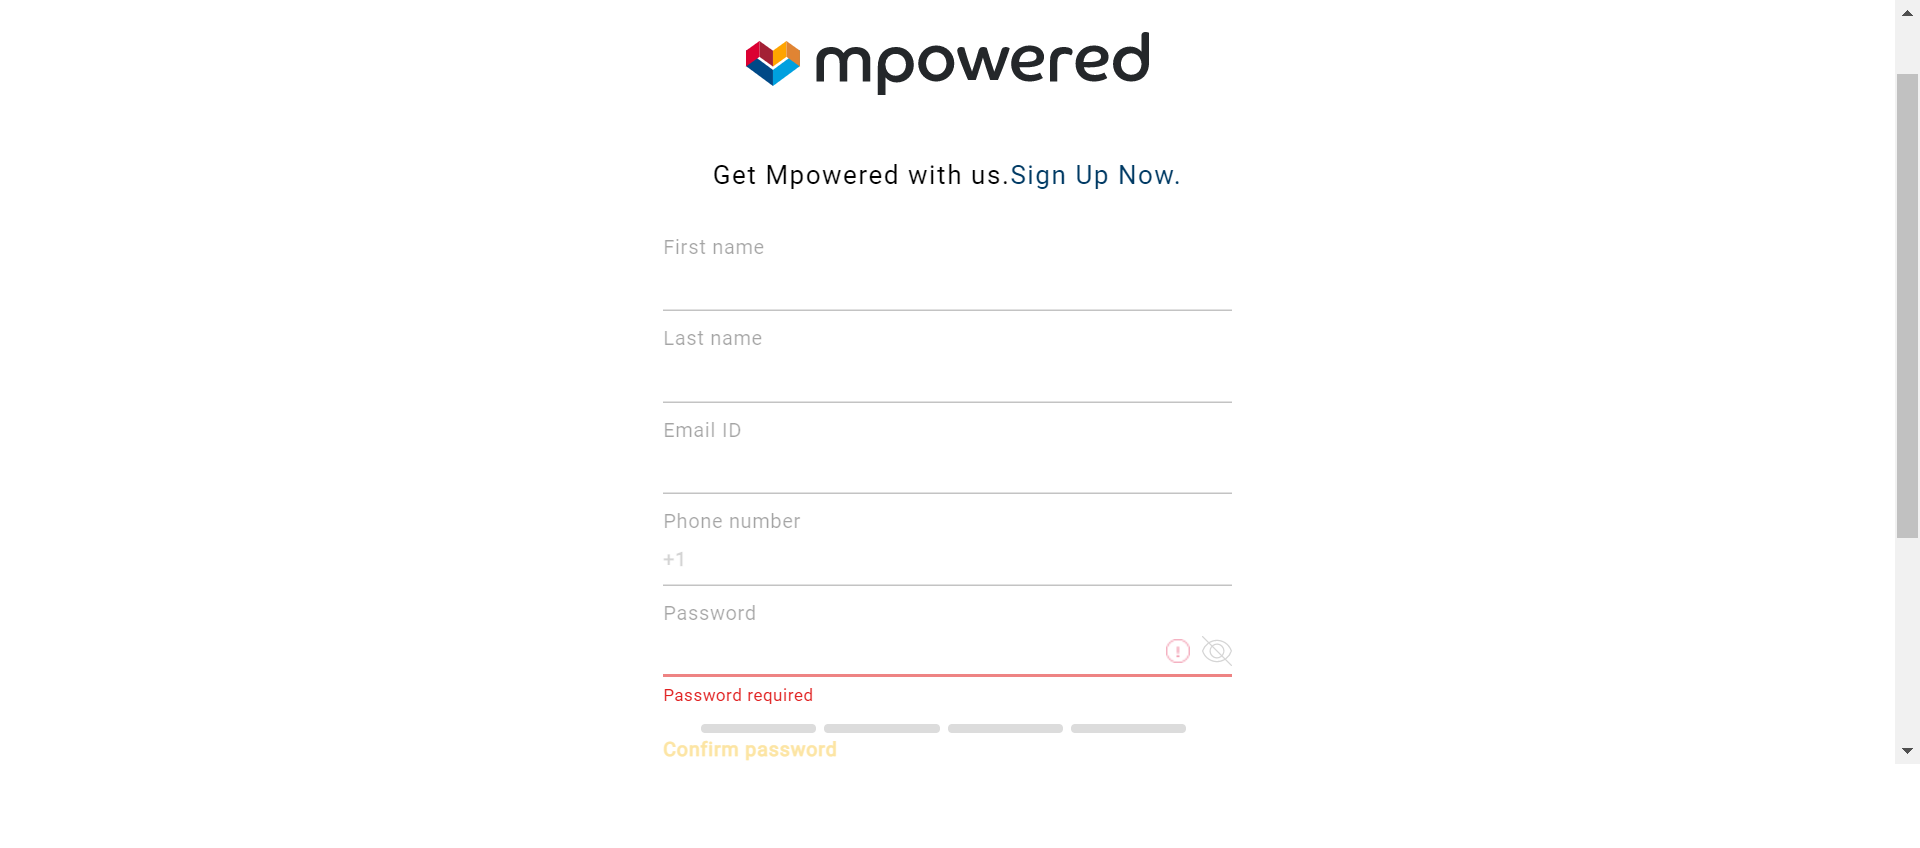 mpowered
Get Mpowered with us.Sign Up Now.
First name
Last name
Email ID
Phone number
+1
Password
Password required
Confirm password